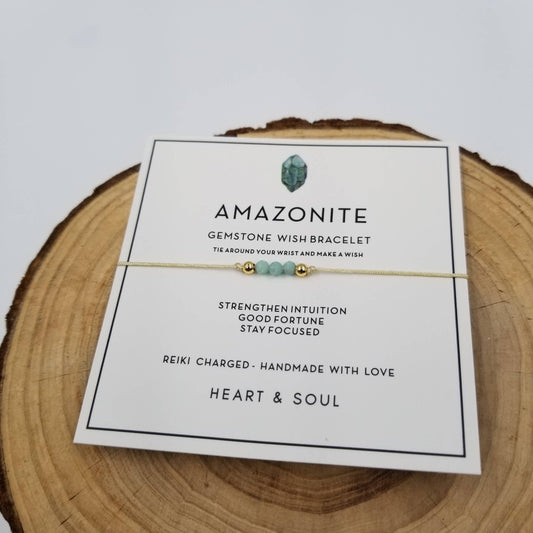 AMAZONITE
GEMSTONE WISH BRACELET
TIE AROUND YOUR WRIST AND MAKE A WISH
STRENGTHEN INTUITION
GOOD FORTUNE
STAY FOCUSED
REIKI CHARGED - HANDMADE WITH LOVE
HEART & SOUL